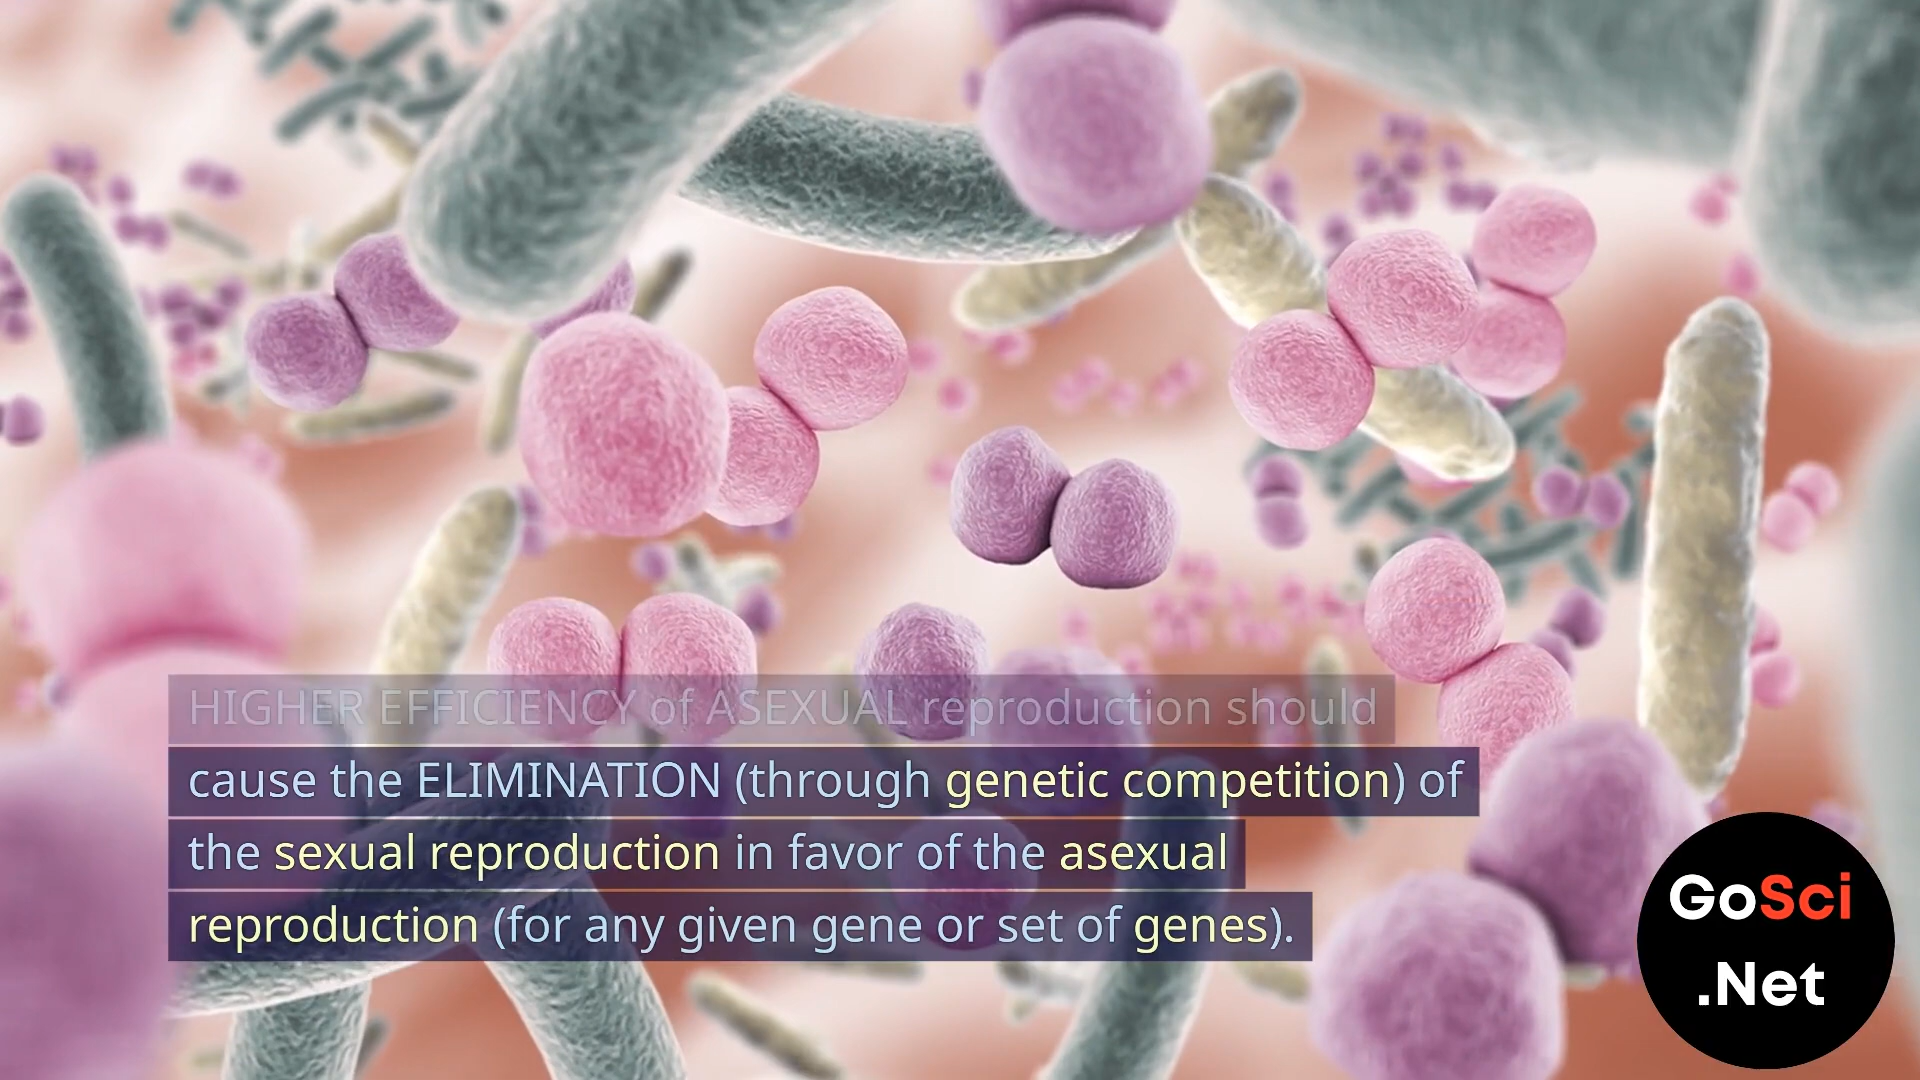 HIGHER EFFICIENCY of ASEXUAL reproduction should
cause the ELIMINATION (through genetic competition) of
the sexual reproduction in favor of the asexual
reproduction (for any given gene or set of genes).
GoSci
.Net